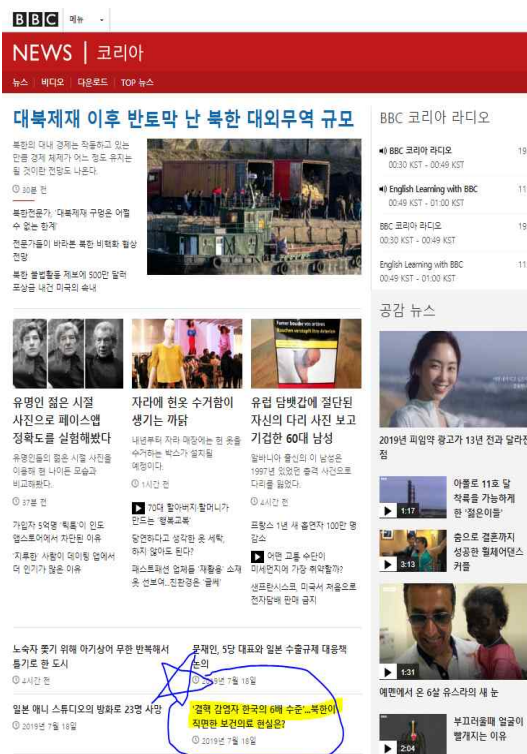 BBC 메뉴
NEWS | 코리아
뉴스 비디오 다운로드 TOP 뉴스
대북제재 이후 반토막 난 북한 대외무역 규모
북한의 대내 경제는 작동하고 있는
만큼 경제 체제가 어느 정도 유지는
될 것이란 전망도 나온다.
30분 전
북한전문가, '대북제재 구멍은 어쩔
수 없는 한계'
전문가들이 바라본 북한 비핵화 협상
전망
북한 불법활동 제보에 500만 달러
포상금 내건 미국의 속내
유명인 젊은 시절
사진으로 페이스앱
정확도를 실험해봤다
유명인들의 젊은 시절 사진을
이용해 현 나이든 모습과
비교해봤다.
37분 전
가입자 5억명 '틱톡'이 인도
앱스토어에서 차단된 이유
'지루한' 사람이 데이팅 앱에서
더 인기가 많은 이유
자라에 헌옷 수거함이
생기는 까닭
내년부터 자라 매장에는 헌 옷을
수거하는 박스가 설치될
예정이다.
1시간 전
70대 할아버지·할머니가
만드는 '행복교복'
당연하다고 생각한 옷 세탁,
하지 않아도 된다?
패스트패션 업체들 '재활용' 소재
옷 선보여...친환경은 '글쎄'
유럽 담뱃갑에 절단된
자신의 다리 사진 보고
기겁한 60대 남성
알바니아 출신의 이 남성은
1997년 있었던 총격 사건으로
다리를 잃었다.
4시간 전
프랑스 1년 새 흡연자 100만 명
감소
어떤 교통 수단이
미세먼지에 가장 취약할까?
샌프란시스코, 미국서 처음으로
전자담배 판매 금지
노숙자 쫓기 위해 아기상어 무한 반복해서
틀기로 한 도시
4시간 전
문재인, 5당 대표와 일본 수출규제 대응책
논의
2019년 7월 18일
일본 애니 스튜디오의 방화로 23명 사망
2019년 7월 18일
'결핵 감염자 한국의 6배 수준'...북한이
직면한 보건의료 현실은?
2019년 7월 18일
BBC 코리아 라디오
BBC 코리아 라디오 19
00:30 KST - 00:49 KST
English Learning with BBC 11
00:49 KST - 01:00 KST
BBC 코리아 라디오 19
00:30 KST - 00:49 KST
English Learning with BBC 11
00:49 KST - 01:00 KST
공감 뉴스
2019년 피임약 광고가 13년 전과 달라진
점
1:17
아폴로 11호 달
착륙을 가능하게
한 '젊은이들'
3:13
춤으로 결혼까지
성공한 휠체어댄스
커플
1:31
예멘에서 온 6살 유스라의 새 눈
2:04
부끄러울때 얼굴이
빨개지는 이유